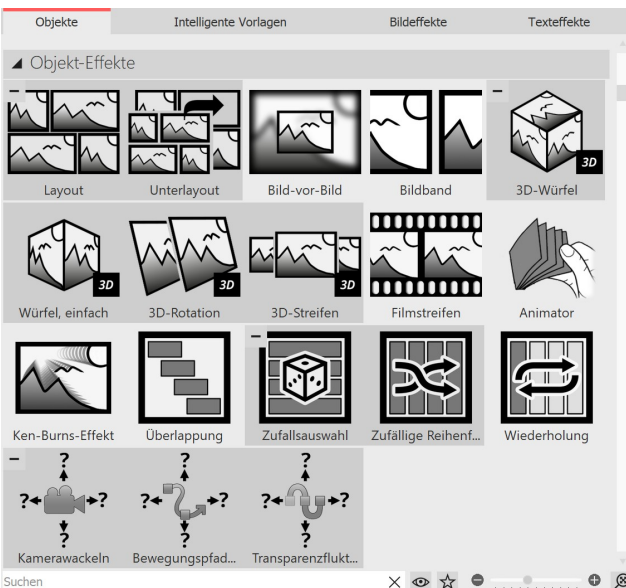 Objekte Intelligente Vorlagen Bildeffekte Texteffekte
Objekt-Effekte
3D
Layout Unterlayout Bild-vor-Bild Bildband 3D-Würfel
3D 3D 3D
Würfel, einfach 3D-Rotation 3D-Streifen Filmstreifen Animator
Ken-Burns-Effekt Überlappung Zufallsauswahl Zufällige Reihenf... Wiederholung
? ? ?
? ? ? ? ? ?
? ? ?
Kamerawackeln Bewegungspfad... Transparenzflukt...
Suchen